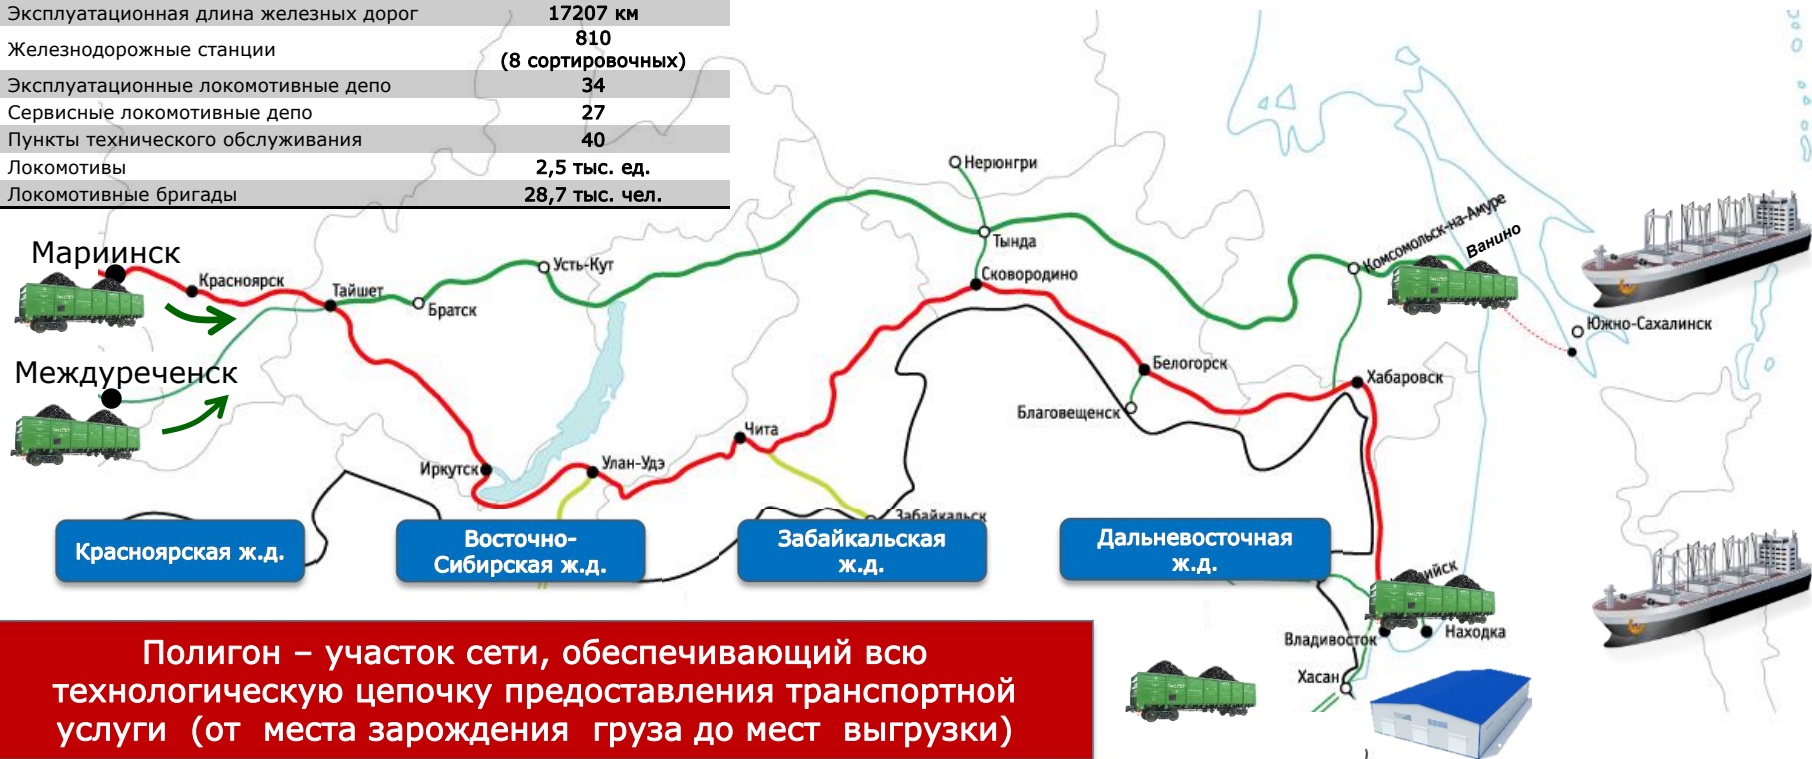 Эксплуатационная длина железных дорог 17207 км
Железнодорожные станции 810
(8 сортировочных)
Эксплуатационные локомотивные депо 34
Сервисные локомотивные депо 27
Пункты технического обслуживания 40
Локомотивы 2,5 тыс. ед.
Локомотивные бригады 28,7 тыс. чел.
Мариинск
Красноярск
Тайшет
Братск
Усть-Кут
Нерюнгри
Тында
Сковородино
Комсомольск-на-Амуре
Ванино
Южно-Сахалинск
Междуреченск
Белогорск
Благовещенск
Хабаровск
Чита
Иркутск
Улан-Удэ
Забайкальск
Красноярская ж.д.
Восточно-
Сибирская ж.д.
Забайкальская
ж.д.
Дальневосточная
ж.д.
Владивосток
Находка
Хасан
Полигон – участок сети, обеспечивающий всю
технологическую цепочку предоставления транспортной
услуги (от места зарождения груза до мест выгрузки)